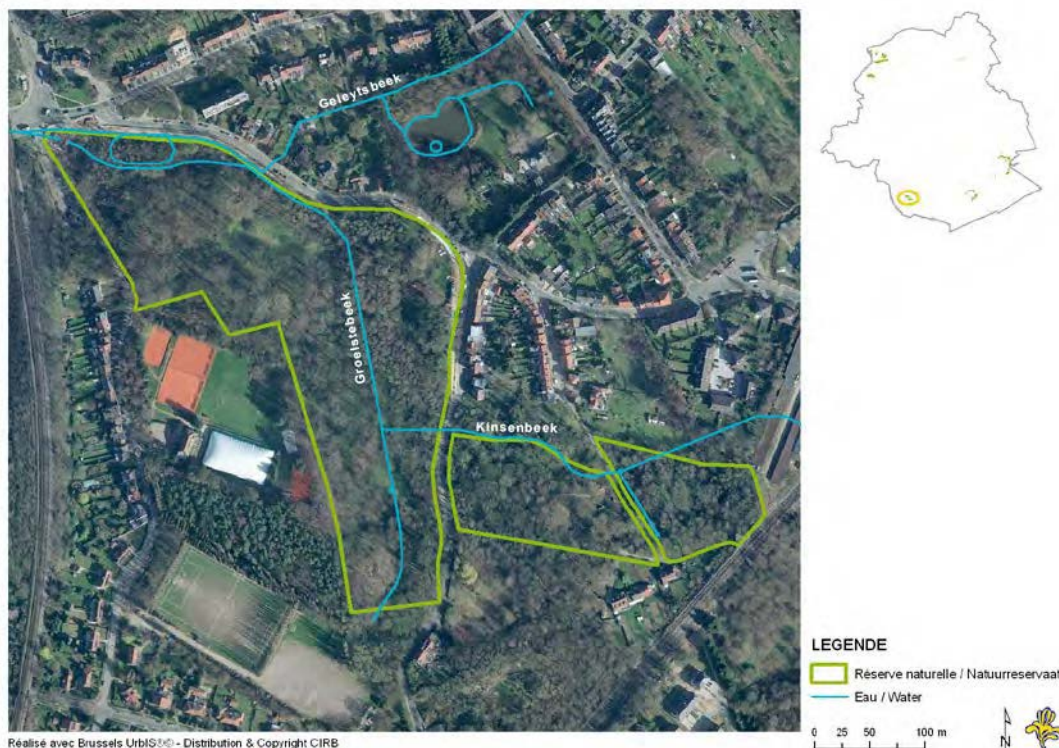 Geleytsbeek
Groelstebeek
Kinsenbeek
LEGENDE
Réserve naturelle / Natuurreservaat
Eau / Water
0 25 50 100 m
N
Réalisé avec Brussels UrbIS®© - Distribution & Copyright CIRB